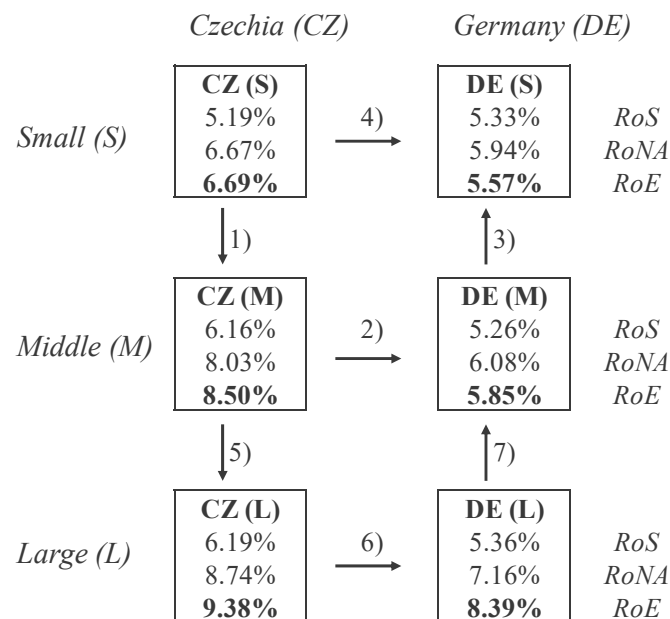 Czechia (CZ) Germany (DE)
CZ (S) DE (S)
Small (S) 5.19% 4) 5.33% RoS
6.67% 5.94% RoNA
6.69% 5.57% RoE
1) 3)
CZ (M) DE (M)
Middle (M) 6.16% 2) 5.26% RoS
8.03% 6.08% RoNA
8.50% 5.85% RoE
5) 7)
CZ (L) DE (L)
Large (L) 6.19% 6) 5.36% RoS
8.74% 7.16% RoNA
9.38% 8.39% RoE